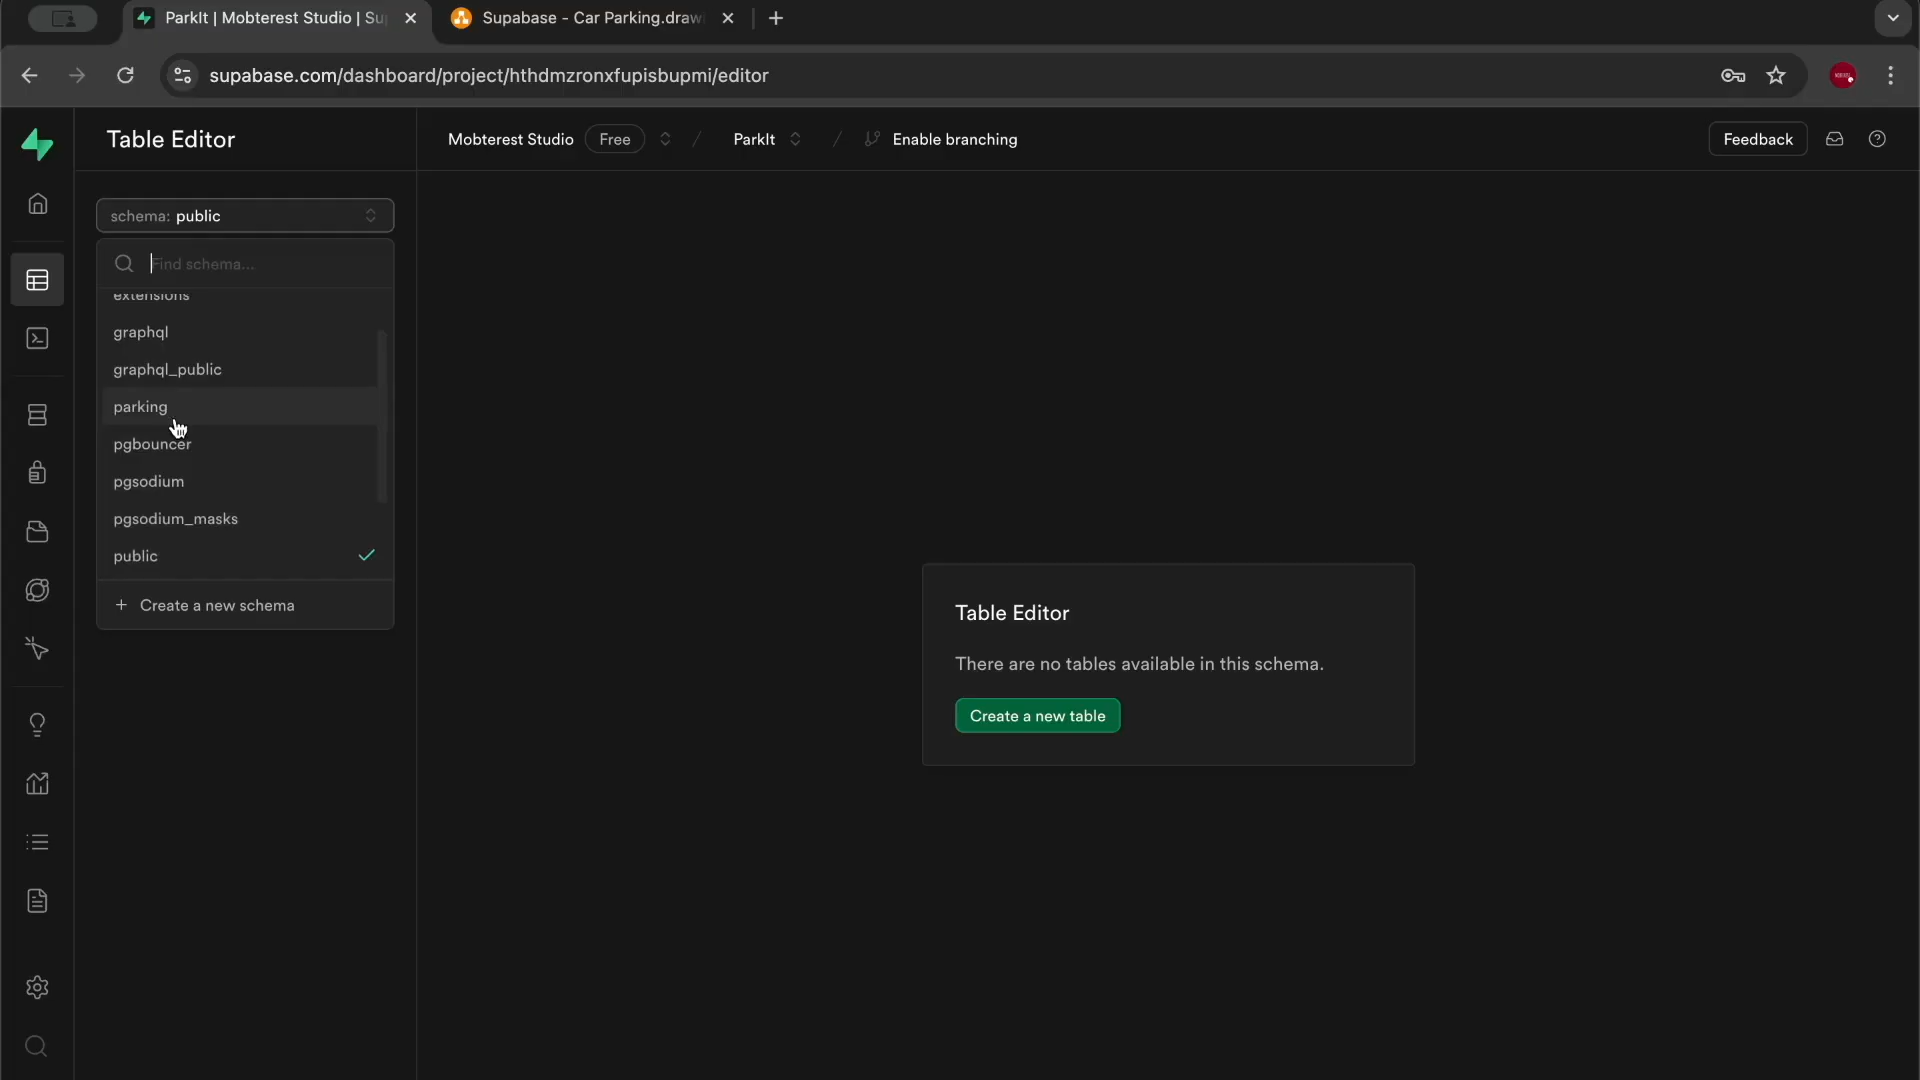 ParkIt | Mobterest Studio | Su
Supabase - Car Parking.draw
supabase.com/dashboard/project/hthdmzronxfupisbupmi/editor
Table Editor
Mobterest Studio
Free
/
ParkIt
/
Enable branching
Feedback
schema: public
Find schema...
extensions
graphql
graphql_public
parking
pgbouncer
pgsodium
pgsodium_masks
public
+ Create a new schema
Table Editor
There are no tables available in this schema.
Create a new table